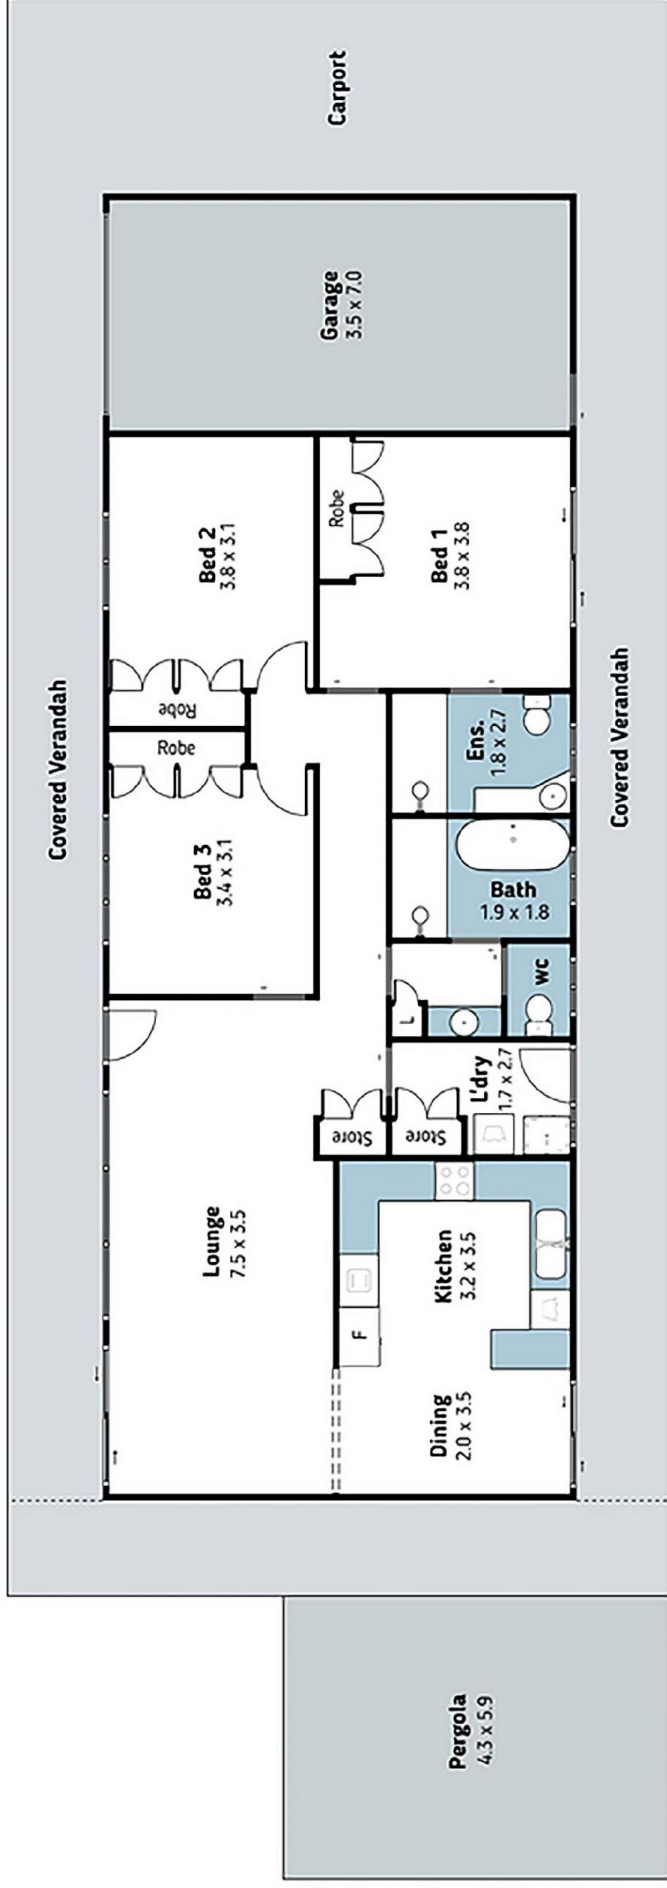 Carport
Garage
3.5 x 7.0
Bed 2
3.8 x 3.1
Robe
Bed 1
3.8 x 3.8
Robe
Robe
Covered Verandah
Covered Verandah
Ens.
1.8 x 2.7
Bed 3
3.4 x 3.1
Bath
1.9 x 1.8
WC
L
L'dry
1.7 x 2.7
Store
Store
Lounge
7.5 x 3.5
Kitchen
3.2 x 3.5
F
Dining
2.0 x 3.5
Pergola
4.3 x 5.9